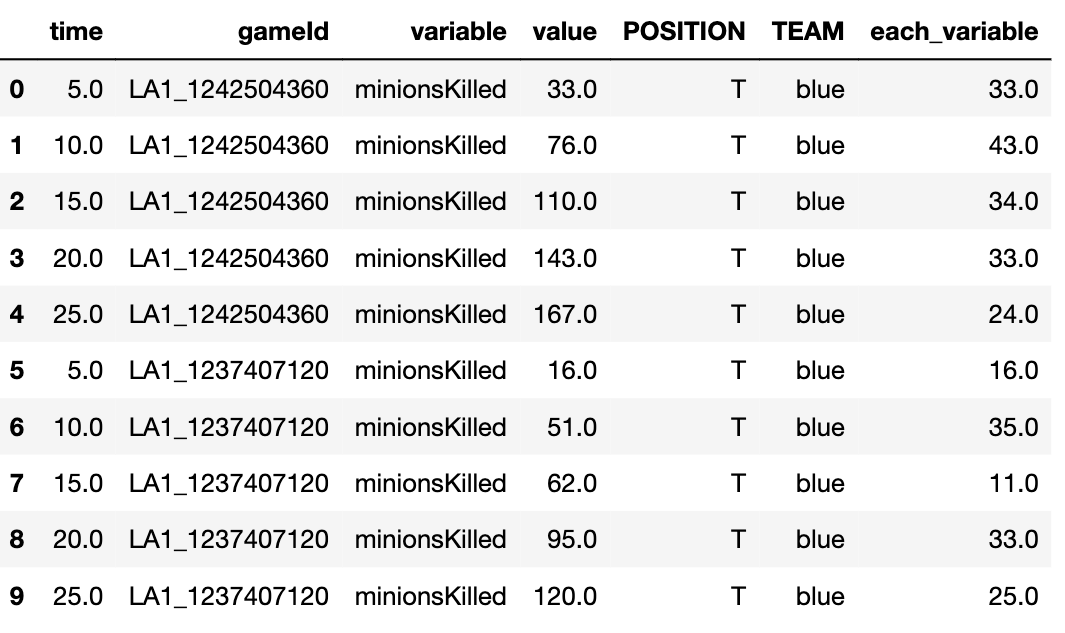 time gameId variable value POSITION TEAM each_variable
0 5.0 LA1_1242504360 minionsKilled 33.0 T blue 33.0
1 10.0 LA1_1242504360 minionsKilled 76.0 T blue 43.0
2 15.0 LA1_1242504360 minionsKilled 110.0 T blue 34.0
3 20.0 LA1_1242504360 minionsKilled 143.0 T blue 33.0
4 25.0 LA1_1242504360 minionsKilled 167.0 T blue 24.0
5 5.0 LA1_1237407120 minionsKilled 16.0 T blue 16.0
6 10.0 LA1_1237407120 minionsKilled 51.0 T blue 35.0
7 15.0 LA1_1237407120 minionsKilled 62.0 T blue 11.0
8 20.0 LA1_1237407120 minionsKilled 95.0 T blue 33.0
9 25.0 LA1_1237407120 minionsKilled 120.0 T blue 25.0